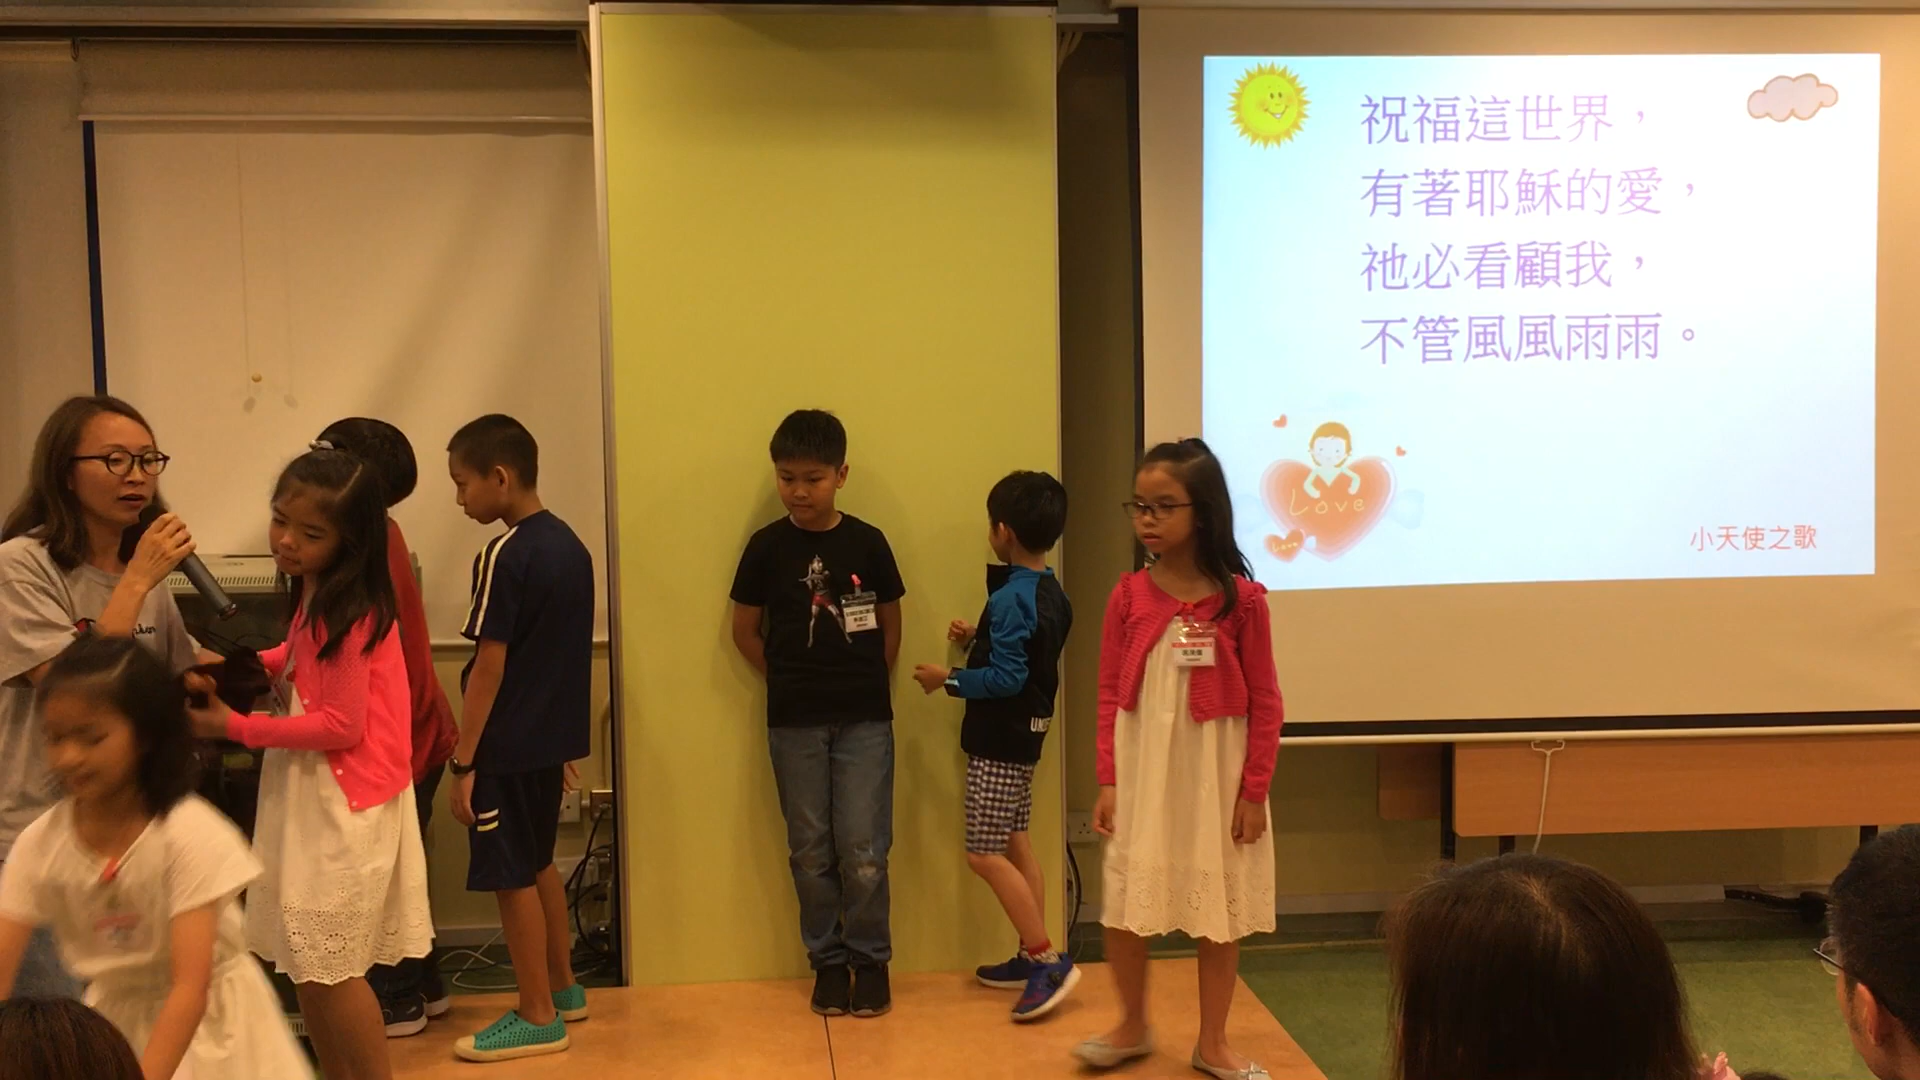 祝福這世界，
有著耶穌的愛，
祂必看顧我，
不管風風雨雨。
Love
Love
小天使之歌